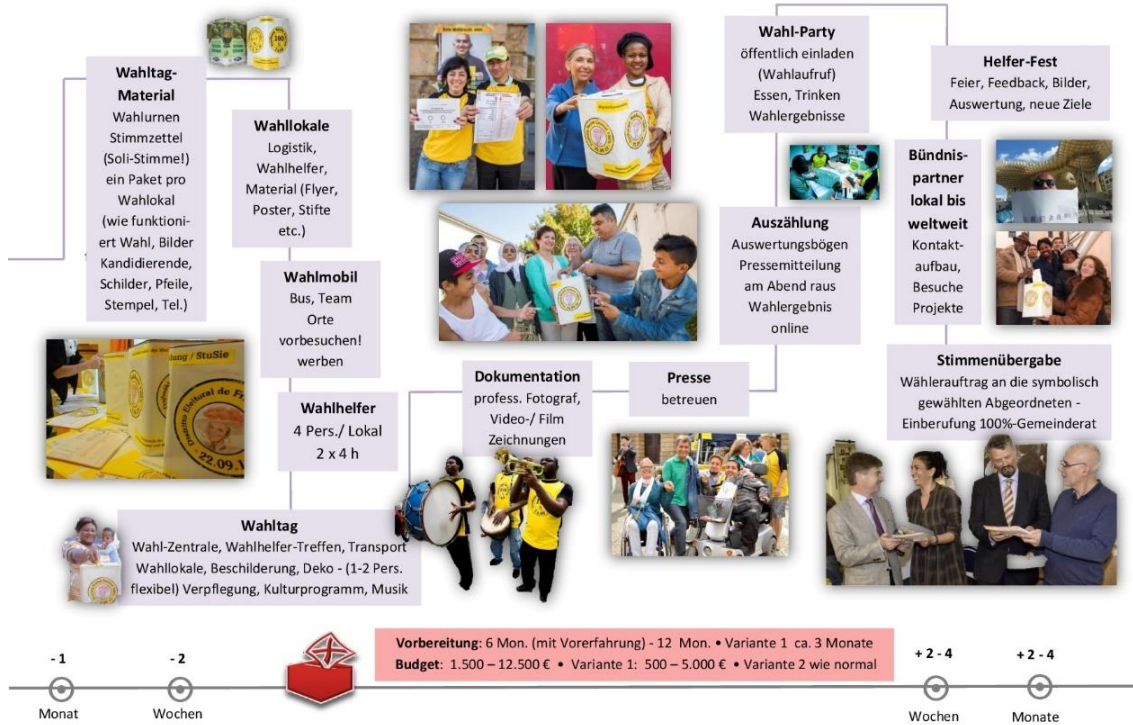 Wahltag-
Material
Wahlurnen
Stimmzettel
(Soli-Stimme!)
ein Paket pro
Wahlokal
(wie funktioni-
ert Wahl, Bilder
Kandidierende,
Schilder, Pfeile,
Stempel, Tel.)
Wahllokale
Logistik,
Wahlhelfer,
Material (Flyer,
Poster, Stifte
etc.)
Wahlmobil
Bus, Team
Orte
vorbesuchen!
werben
Wahlhelfer
4 Pers./ Lokal
2 x 4 h
Wahltag
Wahl-Zentrale, Wahlhelfer-Treffen, Transport
Wahllokale, Beschilderung, Deko - (1-2 Pers.
flexibel) Verpflegung, Kulturprogramm, Musik
dung / StuSie
22.09.
Dokumentation
profess. Fotograf,
Video-/ Film
Zeichnungen
Presse
betreuen
Auszählung
Auswertungsbögen
Pressemitteilung
am Abend raus
Wahlergebnis
online
Wahl-Party
öffentlich einladen
(Wahlaufruf)
Essen, Trinken
Wahlergebnisse
Helfer-Fest
Feier, Feedback, Bilder,
Auswertung, neue Ziele
Bündnis-
partner
lokal bis
weltweit
Kontakt-
aufbau,
Besuche
Projekte
Stimmenübergabe
Wählerauftrag an die symbolisch
gewählten Abgeordneten -
Einberufung 100%-Gemeinderat
Vorbereitung: 6 Mon. (mit Vorerfahrung) - 12 Mon. • Variante 1 ca. 3 Monate
Budget: 1.500 – 12.500 € • Variante 1: 500 – 5.000 € • Variante 2 wie normal
- 1
Monat
- 2
Wochen
+ 2 - 4
Wochen
+ 2 - 4
Monate